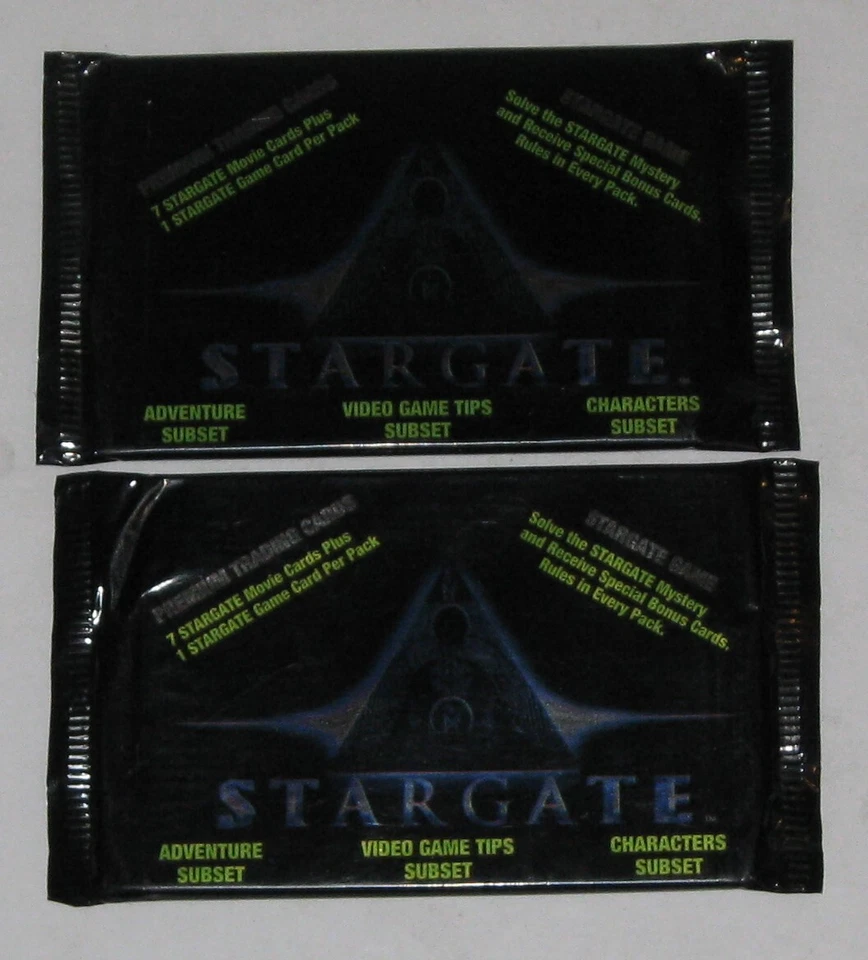 PREMIUM TRADING CARDS
7 STARGATE Movie Cards Plus
1 STARGATE Game Card Per Pack
STARGATE GAME
Solve the STARGATE Mystery
and Receive Special Bonus Cards.
Rules in Every Pack.
STARGATE
ADVENTURE
SUBSET
VIDEO GAME TIPS
SUBSET
CHARACTERS
SUBSET
PREMIUM TRADING CARDS
7 STARGATE Movie Cards Plus
1 STARGATE Game Card Per Pack
STARGATE GAME
Solve the STARGATE Mystery
and Receive Special Bonus Cards.
Rules in Every Pack.
STARGATE
ADVENTURE
SUBSET
VIDEO GAME TIPS
SUBSET
CHARACTERS
SUBSET